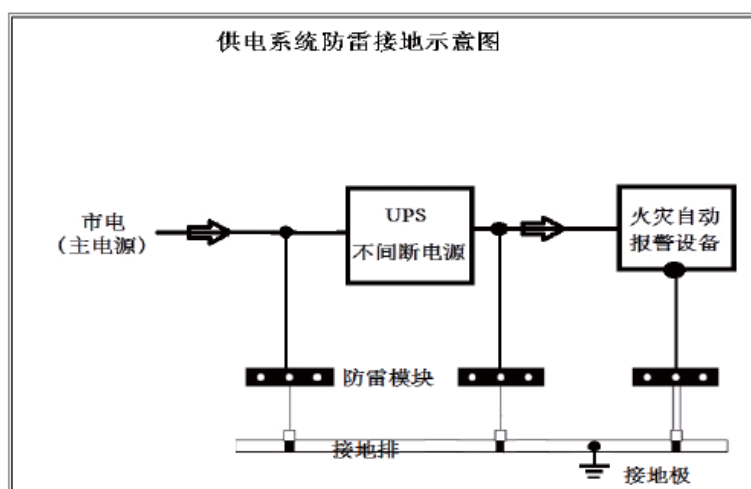 供电系统防雷接地示意图
市电
（主电源）
UPS
不间断电源
火灾自动
报警设备
防雷模块
接地排
接地极